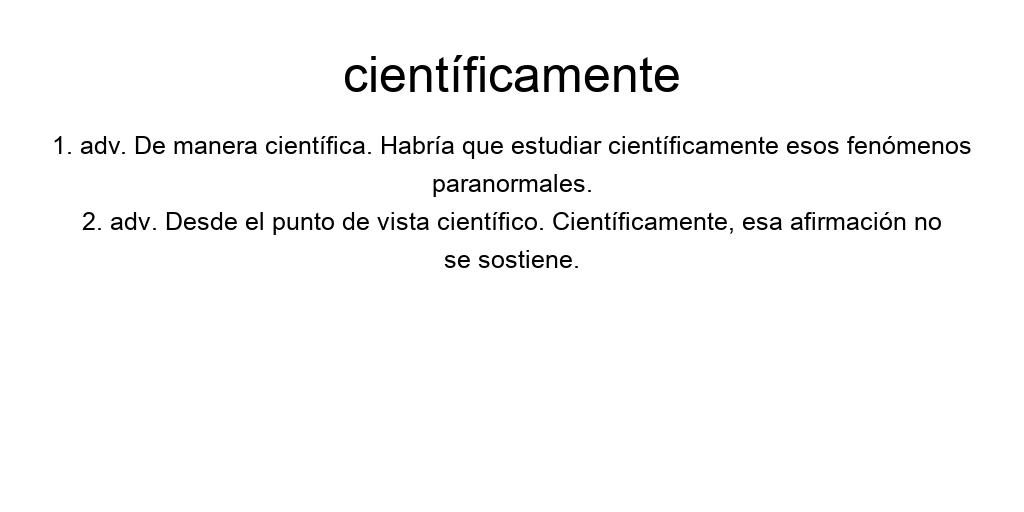 científicamente
1. adv. De manera científica. Habría que estudiar científicamente esos fenómenos
paranormales.
2. adv. Desde el punto de vista científico. Científicamente, esa afirmación no
se sostiene.